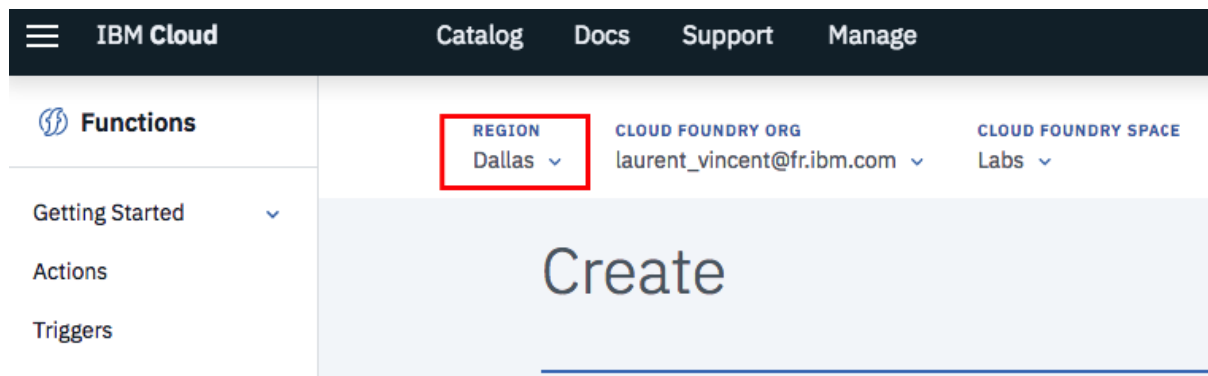 IBM Cloud Catalog Docs Support Manage
Functions
REGION CLOUD FOUNDRY ORG CLOUD FOUNDRY SPACE
Dallas laurent_vincent@fr.ibm.com Labs
Getting Started
Create
Actions
Triggers